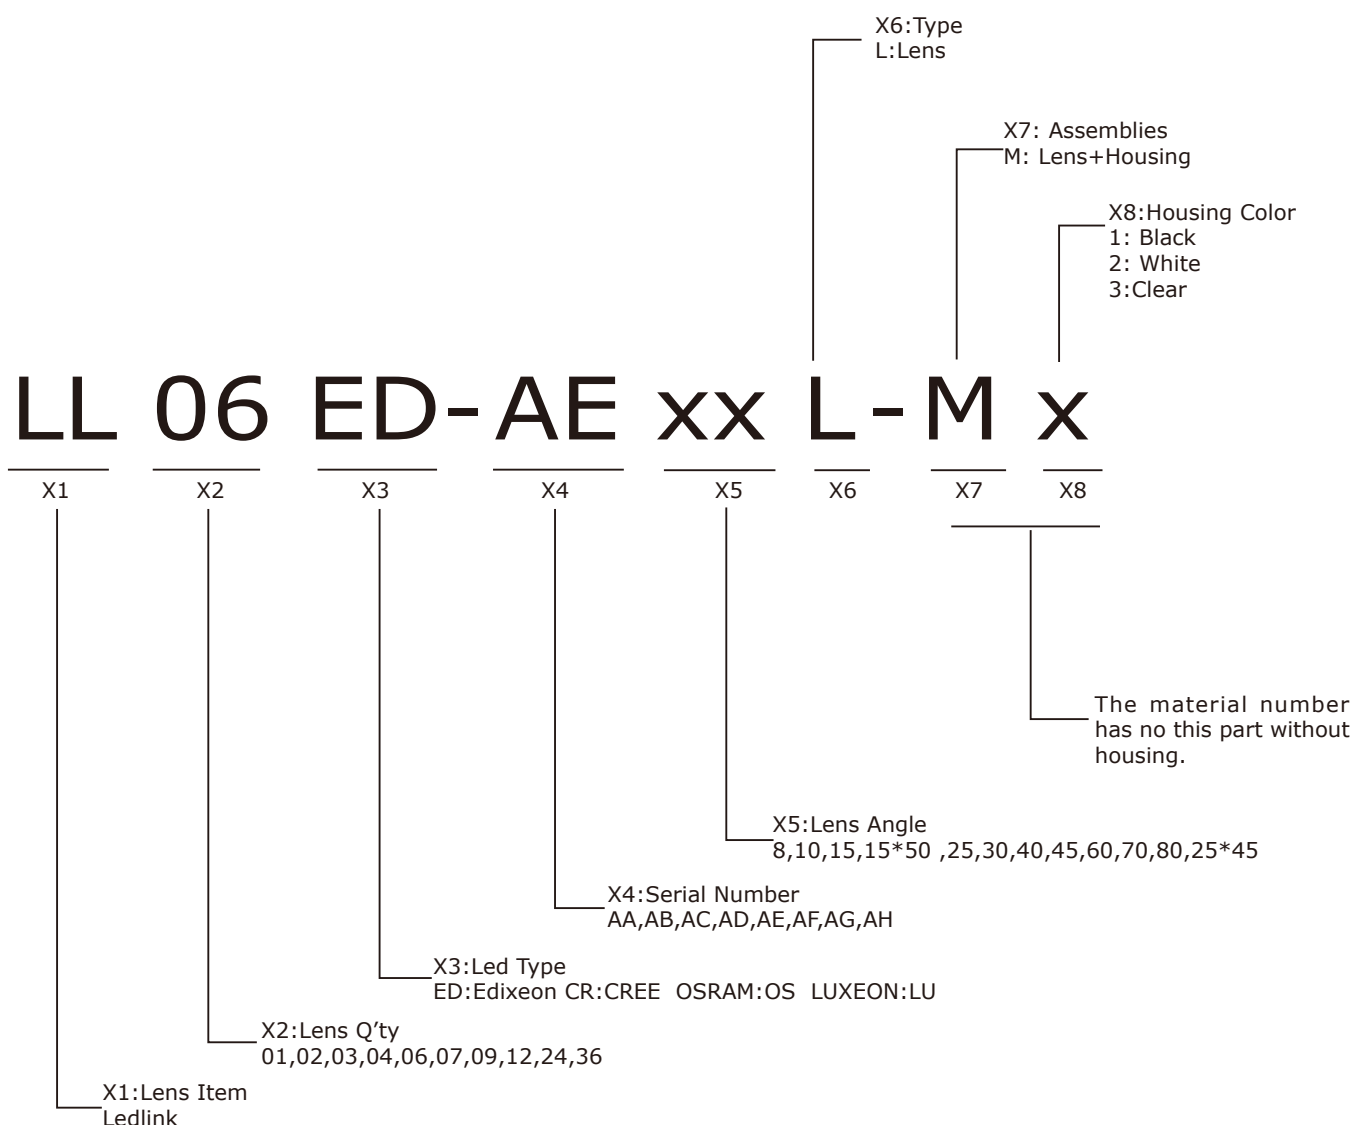 X6:Type
L:Lens
X7: Assemblies
M: Lens+Housing
X8:Housing Color
1: Black
2: White
3:Clear
LL 06 ED-AE xx L-M x
X1 X2 X3 X4 X5 X6 X7 X8
The material number
has no this part without
housing.
X5:Lens Angle
8,10,15,15*50 ,25,30,40,45,60,70,80,25*45
X4:Serial Number
AA,AB,AC,AD,AE,AF,AG,AH
X3:Led Type
ED:Edixeon CR:CREE OSRAM:OS LUXEON:LU
X2:Lens Q’ty
01,02,03,04,06,07,09,12,24,36
X1:Lens Item
Ledlink